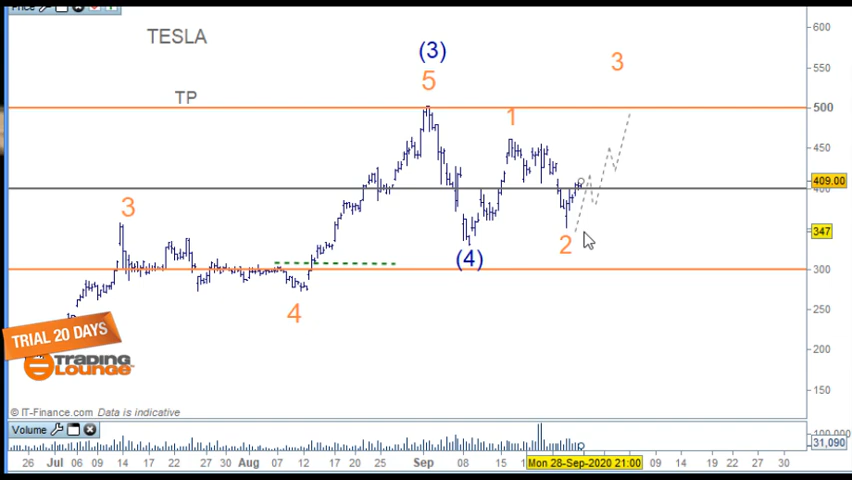 Price
TESLA
TP
(3)
5
1
3
3
4
(4)
2
600
550
500
450
409.00
400
347
300
250
200
150
TRIAL 20 DAYS
TRADING
LOUNGE
© IT-Finance.com Data is indicative
Volume
100,000
31,090
26 Jul 06 09 14 17 22 27 30 Aug 07 12 17 20 25 Sep 03 08 15 1 Mon 28-Sep-2020 21:00 09 14 19 22 27 30